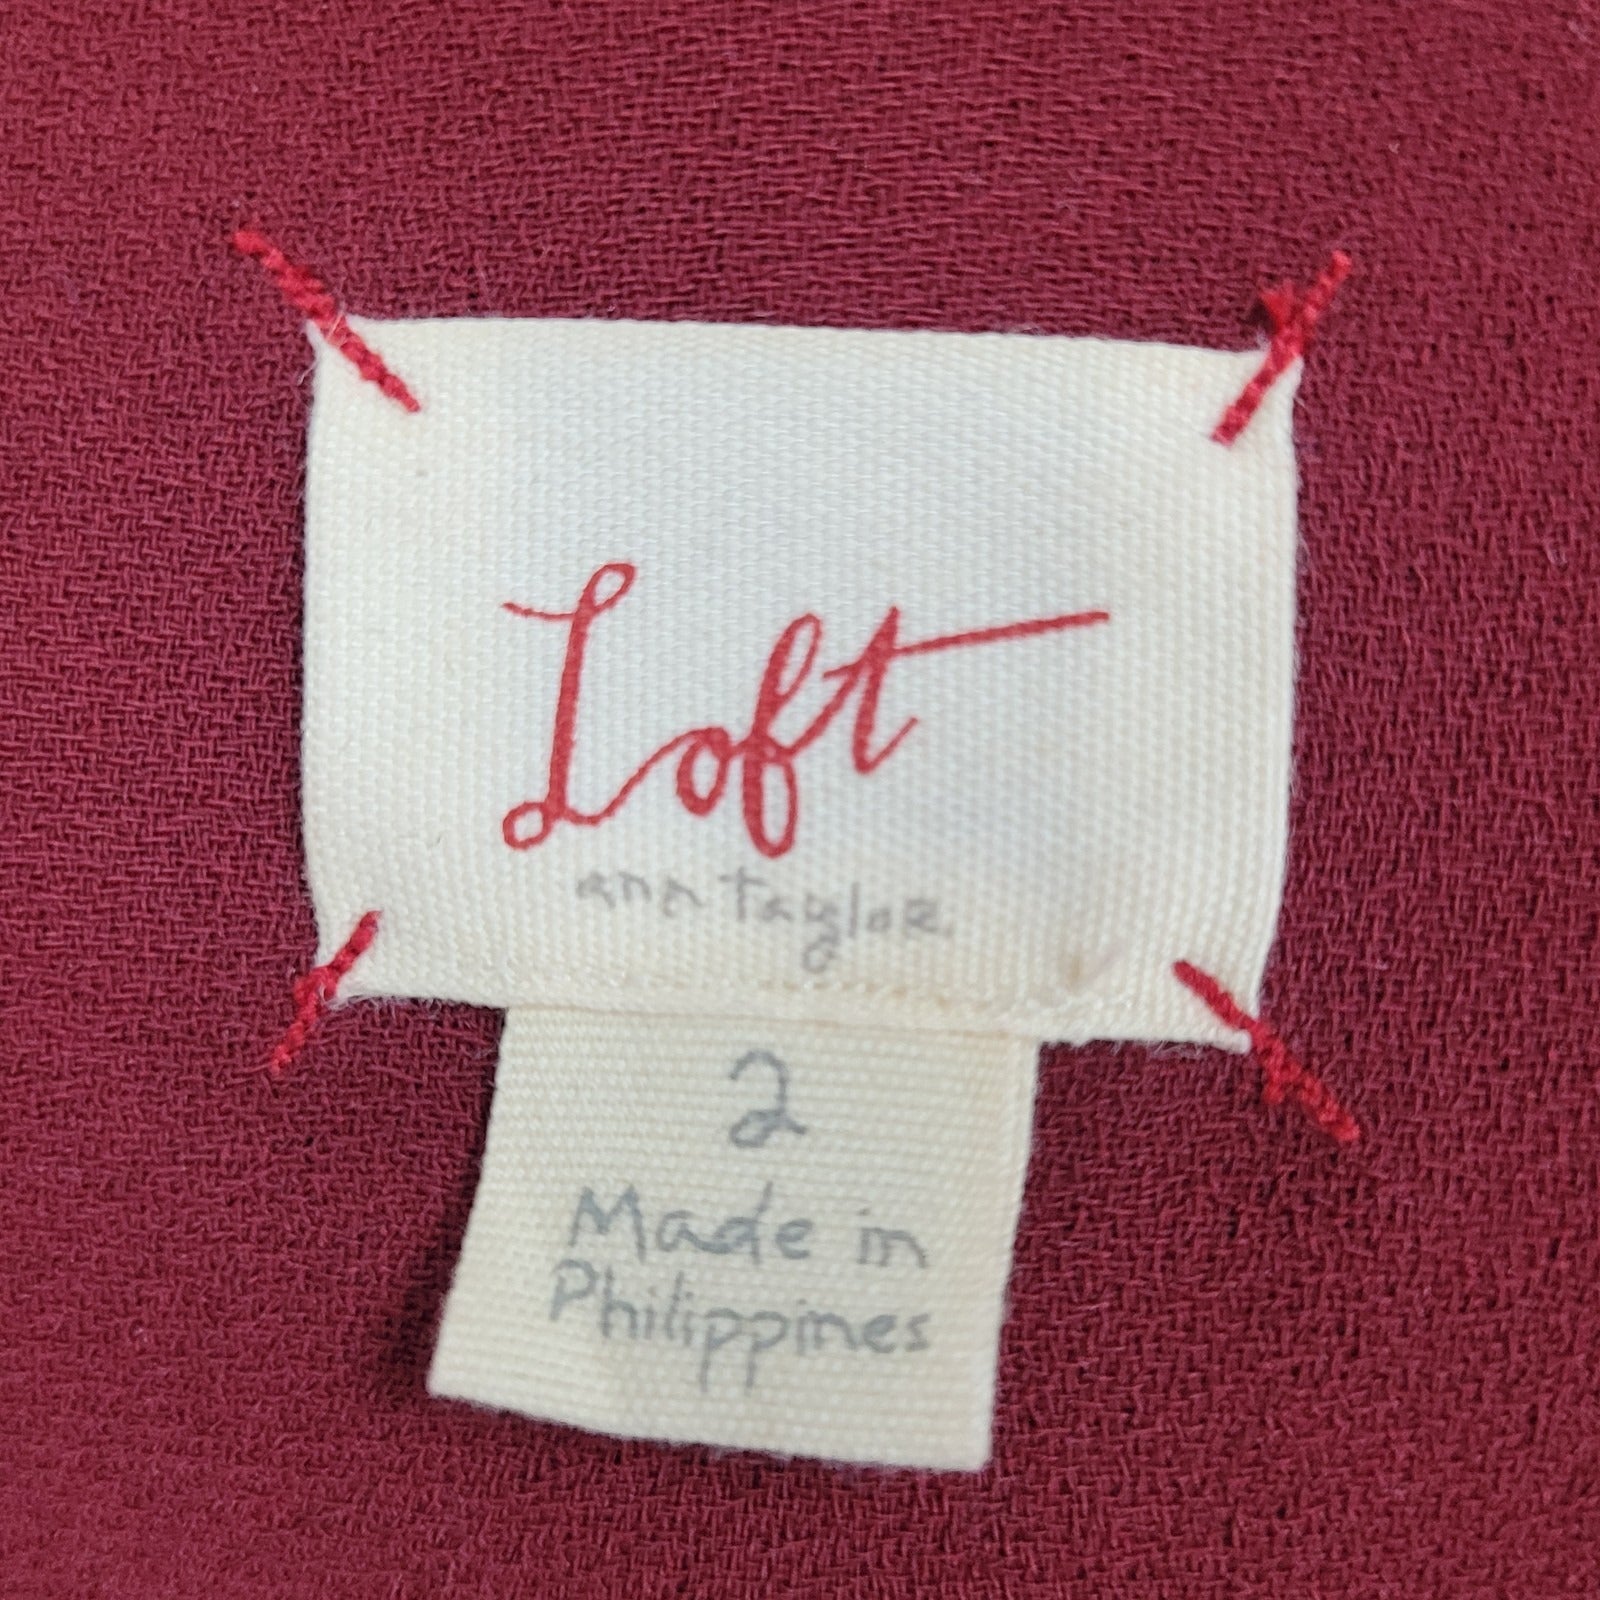 Loft
ann taylor
2
Made in
Philippines